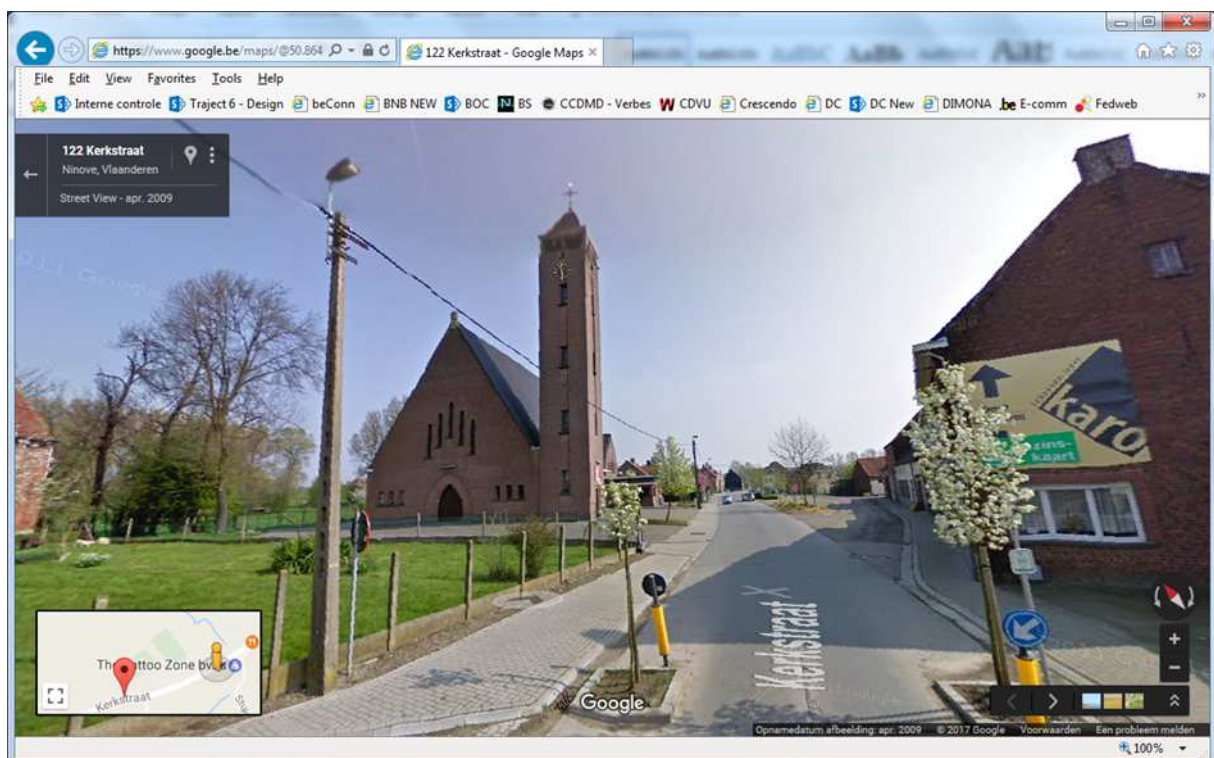 https://www.google.be/maps/@50.864
122 Kerkstraat - Google Maps
File Edit View Favorites Tools Help
Interne controle Traject 6 - Design beConn BNB NEW BOC BS CCDMD - Verbes CDVU Crescendo DC DC New DIMONA .be E-comm Fedweb
122 Kerkstraat
Ninove, Vlaanderen
Street View - apr. 2009
karo
zins-
kaart
Kerkstraat
Kerkstraat
Google
Opnamedatum afbeelding: apr. 2009 © 2017 Google Voorwaarden Een probleem melden
100%